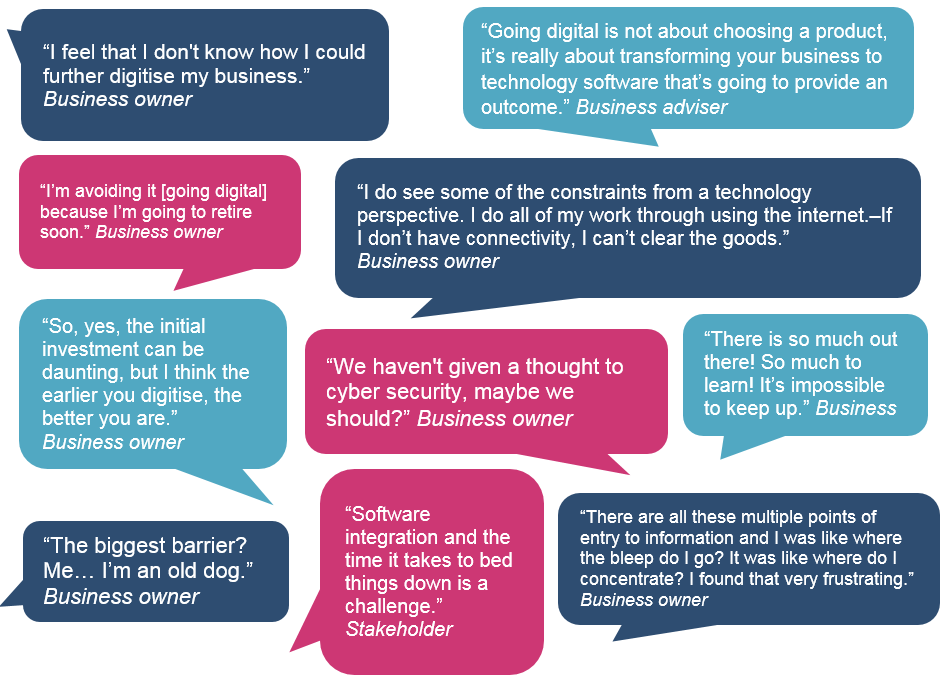 “I feel that I don't know how I could
further digitise my business.”
Business owner
“Going digital is not about choosing a product,
it’s really about transforming your business to
technology software that’s going to provide an
outcome.” Business adviser
“I’m avoiding it [going digital]
because I’m going to retire
soon.” Business owner
“I do see some of the constraints from a technology
perspective. I do all of my work through using the internet.–If
I don’t have connectivity, I can’t clear the goods.”
Business owner
“So, yes, the initial
investment can be
daunting, but I think the
earlier you digitise, the
better you are.”
Business owner
“We haven't given a thought to
cyber security, maybe we
should?” Business owner
“There is so much out
there! So much to
learn! It’s impossible
to keep up.” Business
“The biggest barrier?
Me… I’m an old dog.”
Business owner
“Software
integration and the
time it takes to bed
things down is a
challenge.”
Stakeholder
“There are all these multiple points of
entry to information and I was like where
the bleep do I go? It was like where do I
concentrate? I found that very frustrating.”
Business owner